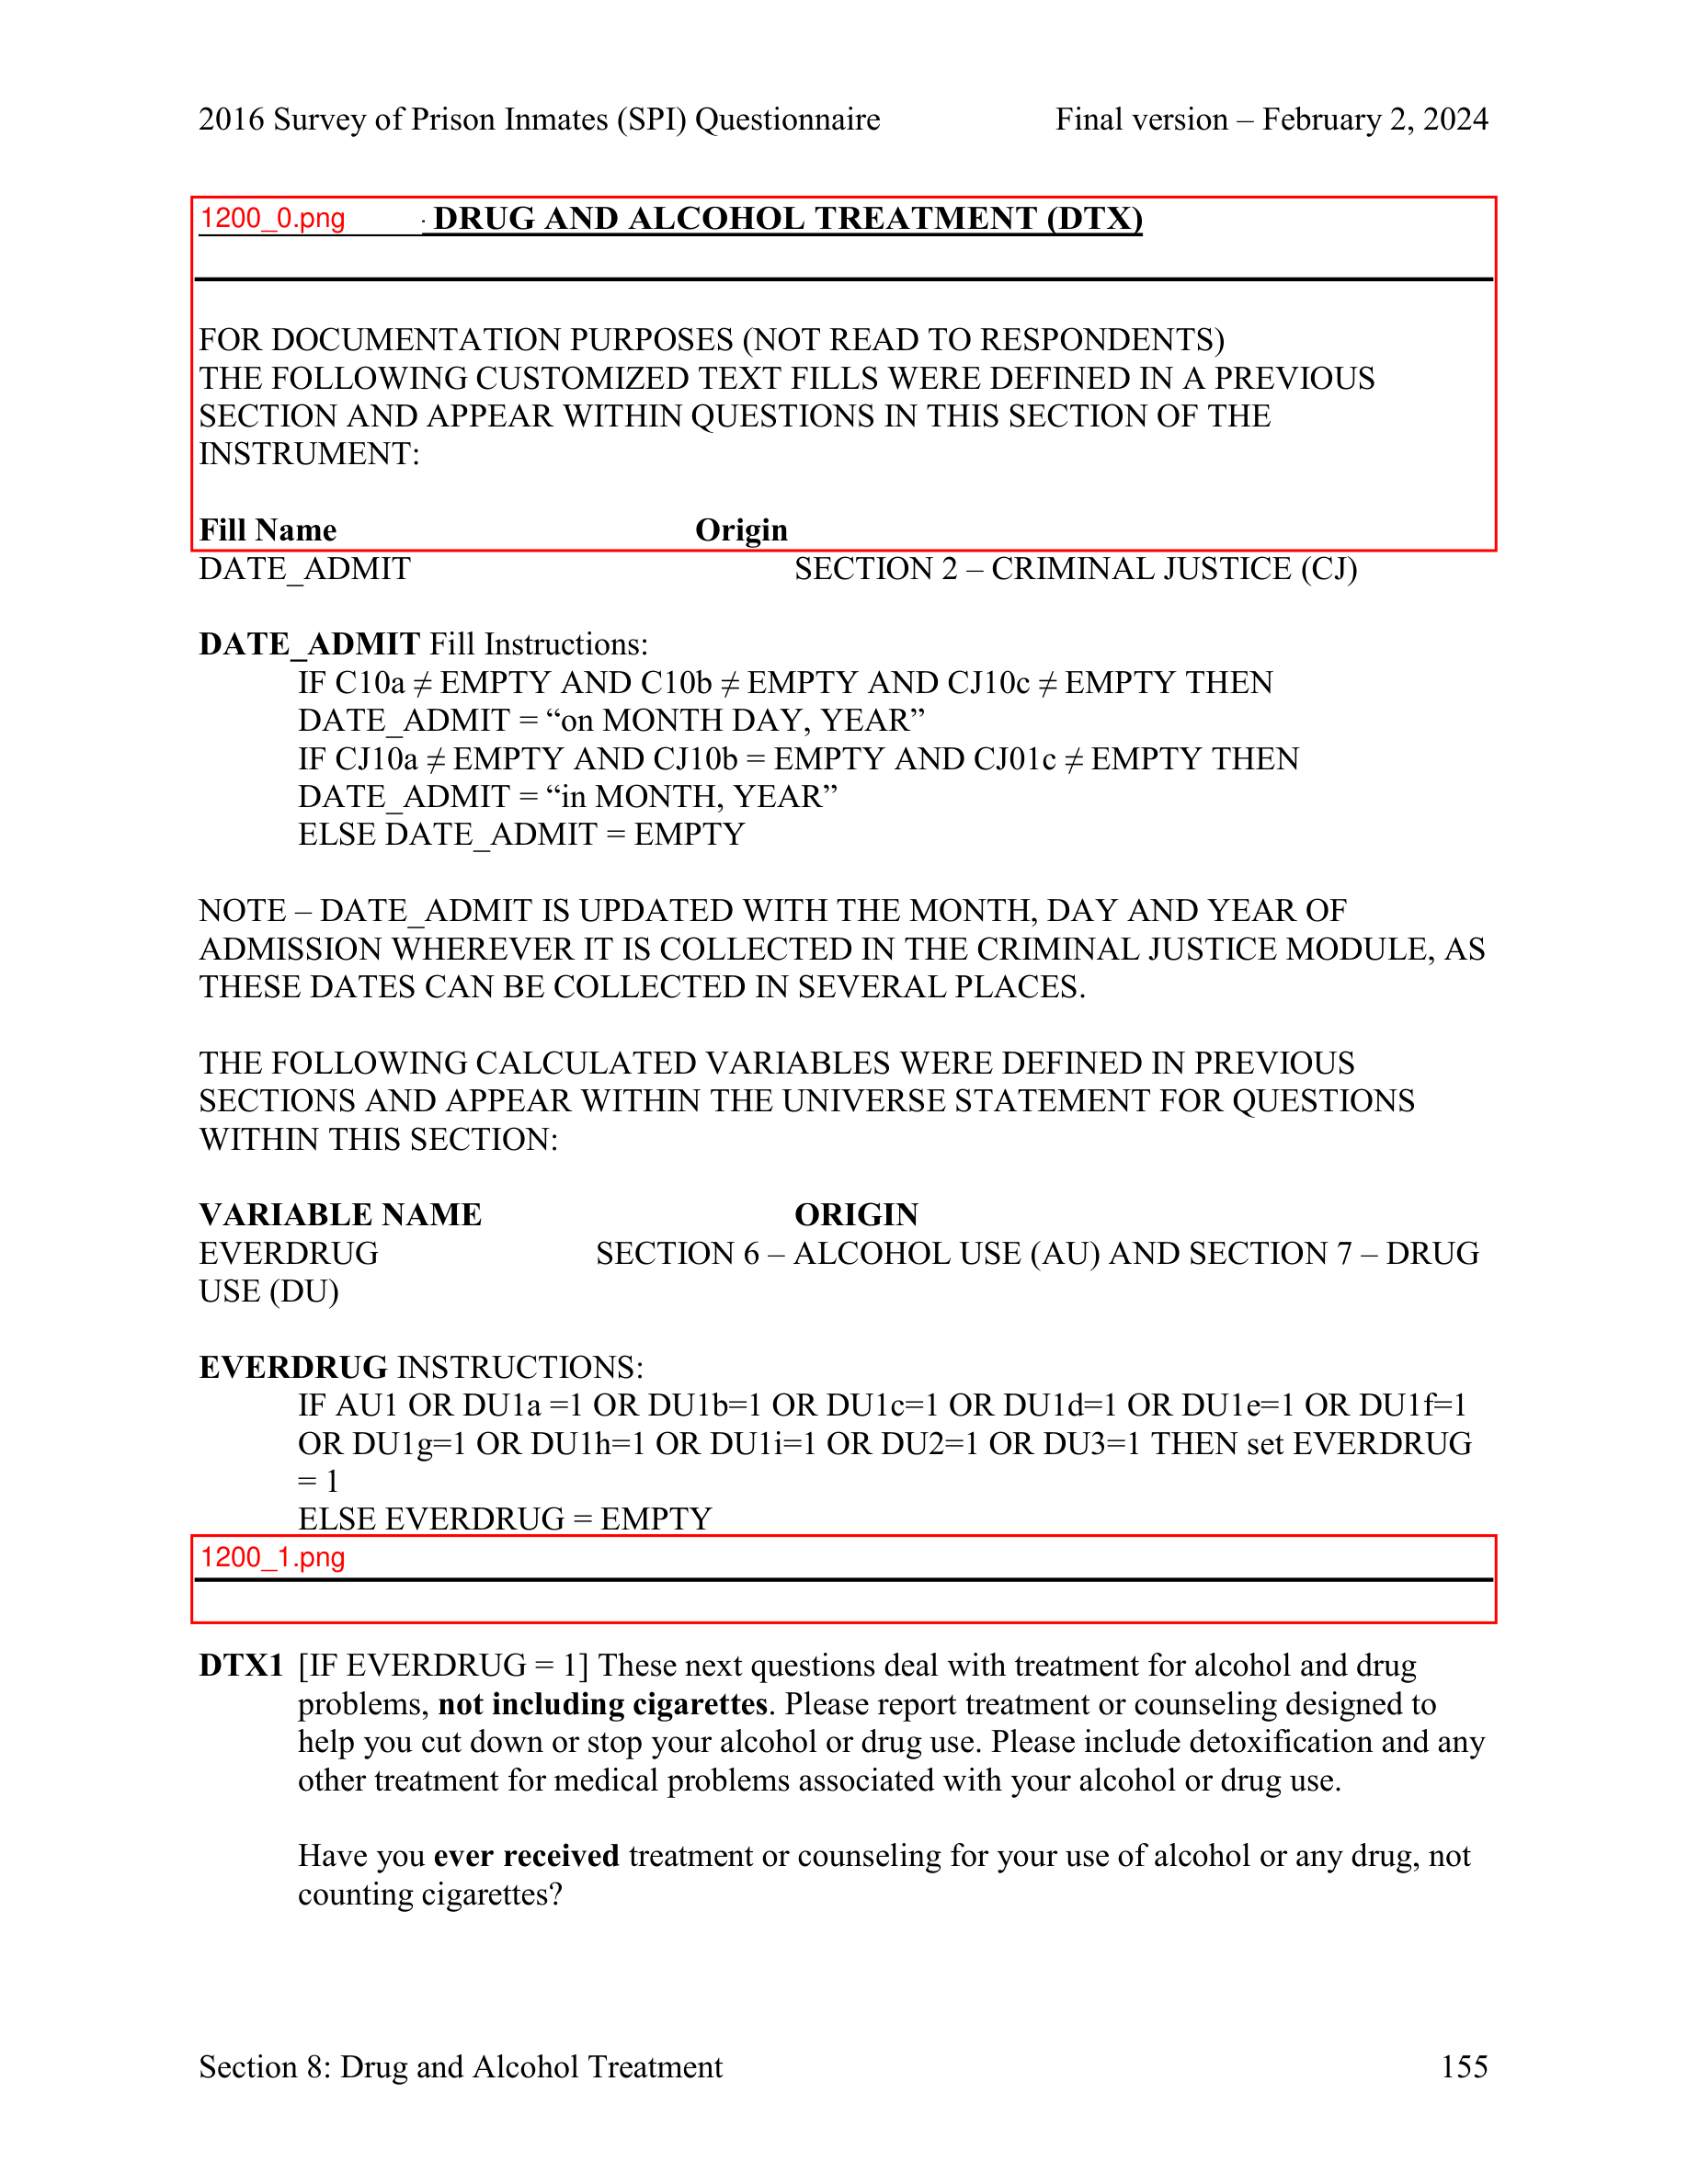 2016 Survey of Prison Inmates (SPI) Questionnaire Final version – February 2, 2024
1200_0.png
. DRUG AND ALCOHOL TREATMENT (DTX)
FOR DOCUMENTATION PURPOSES (NOT READ TO RESPONDENTS)
THE FOLLOWING CUSTOMIZED TEXT FILLS WERE DEFINED IN A PREVIOUS
SECTION AND APPEAR WITHIN QUESTIONS IN THIS SECTION OF THE
INSTRUMENT:
Fill Name Origin
DATE_ADMIT SECTION 2 – CRIMINAL JUSTICE (CJ)
DATE_ADMIT Fill Instructions:
IF C10a ≠ EMPTY AND C10b ≠ EMPTY AND CJ10c ≠ EMPTY THEN
DATE_ADMIT = “on MONTH DAY, YEAR”
IF CJ10a ≠ EMPTY AND CJ10b = EMPTY AND CJ01c ≠ EMPTY THEN
DATE_ADMIT = “in MONTH, YEAR”
ELSE DATE_ADMIT = EMPTY
NOTE – DATE_ADMIT IS UPDATED WITH THE MONTH, DAY AND YEAR OF
ADMISSION WHEREVER IT IS COLLECTED IN THE CRIMINAL JUSTICE MODULE, AS
THESE DATES CAN BE COLLECTED IN SEVERAL PLACES.
THE FOLLOWING CALCULATED VARIABLES WERE DEFINED IN PREVIOUS
SECTIONS AND APPEAR WITHIN THE UNIVERSE STATEMENT FOR QUESTIONS
WITHIN THIS SECTION:
VARIABLE NAME ORIGIN
EVERDRUG SECTION 6 – ALCOHOL USE (AU) AND SECTION 7 – DRUG
USE (DU)
EVERDRUG INSTRUCTIONS:
IF AU1 OR DU1a =1 OR DU1b=1 OR DU1c=1 OR DU1d=1 OR DU1e=1 OR DU1f=1
OR DU1g=1 OR DU1h=1 OR DU1i=1 OR DU2=1 OR DU3=1 THEN set EVERDRUG
= 1
ELSE EVERDRUG = EMPTY
1200_1.png
DTX1 [IF EVERDRUG = 1] These next questions deal with treatment for alcohol and drug
problems, not including cigarettes. Please report treatment or counseling designed to
help you cut down or stop your alcohol or drug use. Please include detoxification and any
other treatment for medical problems associated with your alcohol or drug use.
Have you ever received treatment or counseling for your use of alcohol or any drug, not
counting cigarettes?
Section 8: Drug and Alcohol Treatment 155